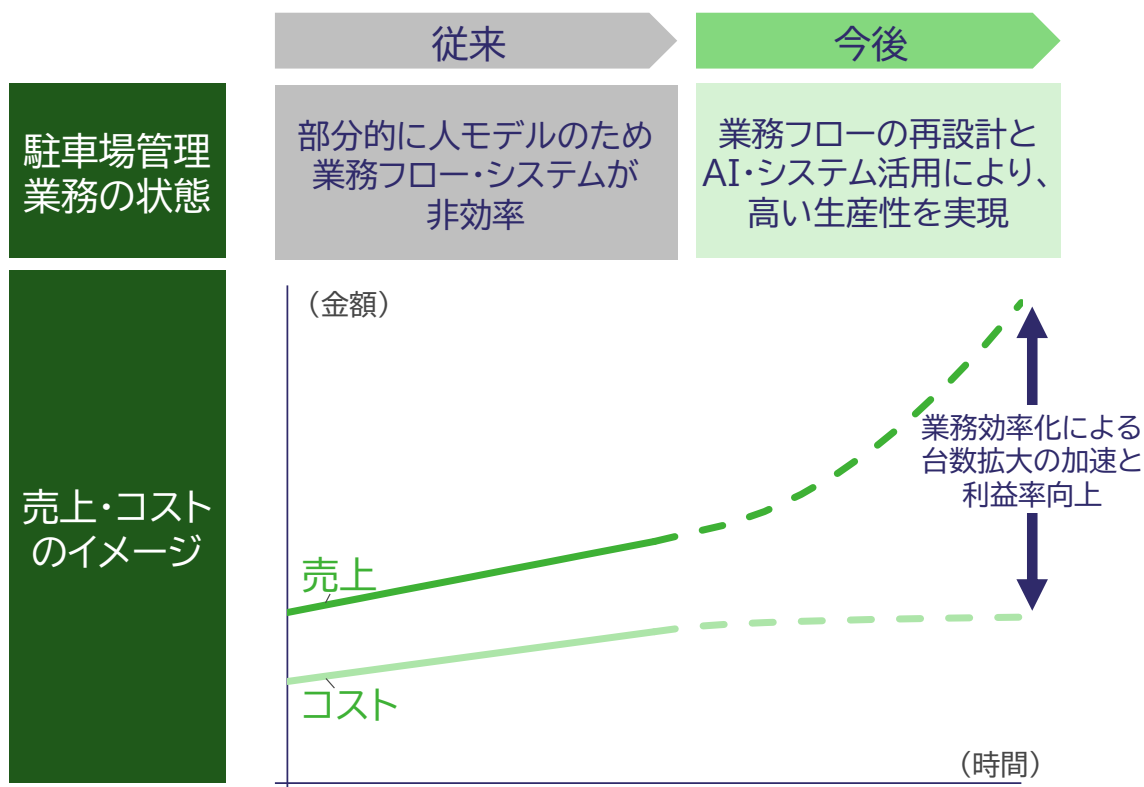 従来
今後
駐車場管理
業務の状態
部分的に人モデルのため
業務フロー・システムが
非効率
業務フローの再設計と
AI・システム活用により、
高い生産性を実現
売上・コスト
のイメージ
（金額）
業務効率化による
台数拡大の加速と
利益率向上
売上
コスト
（時間）